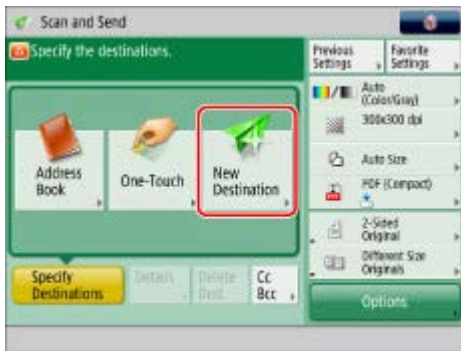 Scan and Send
Specify the destinations.
Previous
Settings
Favorite
Settings
Auto
(Color/Gray)
300x300 dpi
Auto Size
PDF (Compact)
2-Sided
Original
Different Size
Originals
Options
Address
Book
One-Touch
New
Destination
Specify
Destinations
Details
Delete
Dest.
Cc
Bcc